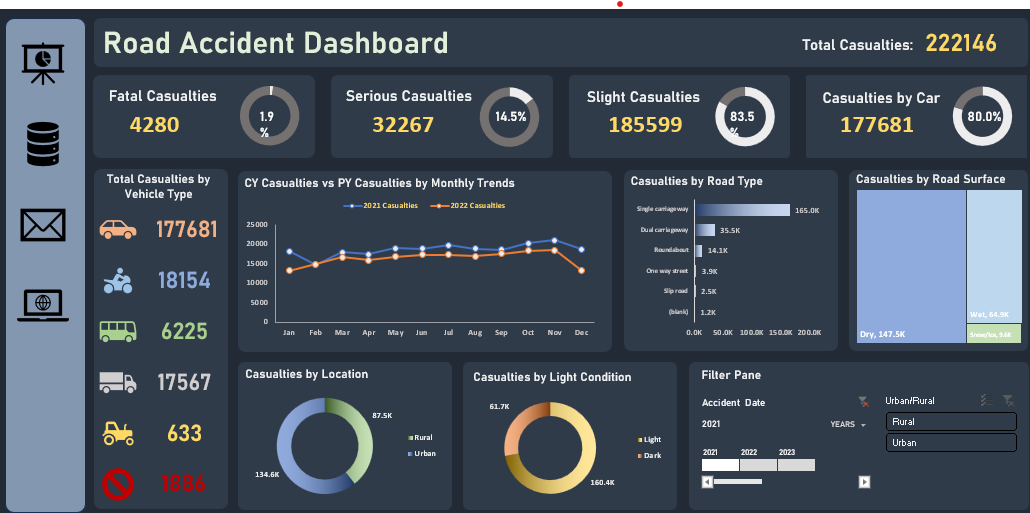 Road Accident Dashboard
Total Casualties: 222146
Fatal Casualties
4280
1.9
%
Serious Casualties
32267
14.5%
Slight Casualties
185599
83.5
%
Casualties by Car
177681
80.0%
Total Casualties by
Vehicle Type
177681
18154
6225
17567
633
1886
CY Casualties vs PY Casualties by Monthly Trends
2021 Casualties 2022 Casualties
25000
20000
15000
10000
5000
0
Jan Feb Mar Apr May Jun Jul Aug Sep Oct Nov Dec
Casualties by Road Type
Single carriageway 165.0K
Dual carriageway 35.5K
Roundabout 14.1K
One way street 3.9K
Slip road 2.5K
(blank) 1.2K
0.0K 50.0K 100.0K 150.0K 200.0K
Casualties by Road Surface
Dry, 147.5K
Wet, 64.9K
Snow/Ice, 9.6K
Casualties by Location
87.5K
134.6K
Rural
Urban
Casualties by Light Condition
61.7K
160.4K
Light
Dark
Filter Pane
Accident Date
2021 YEARS
2021 2022 2023
Urban/Rural
Rural
Urban